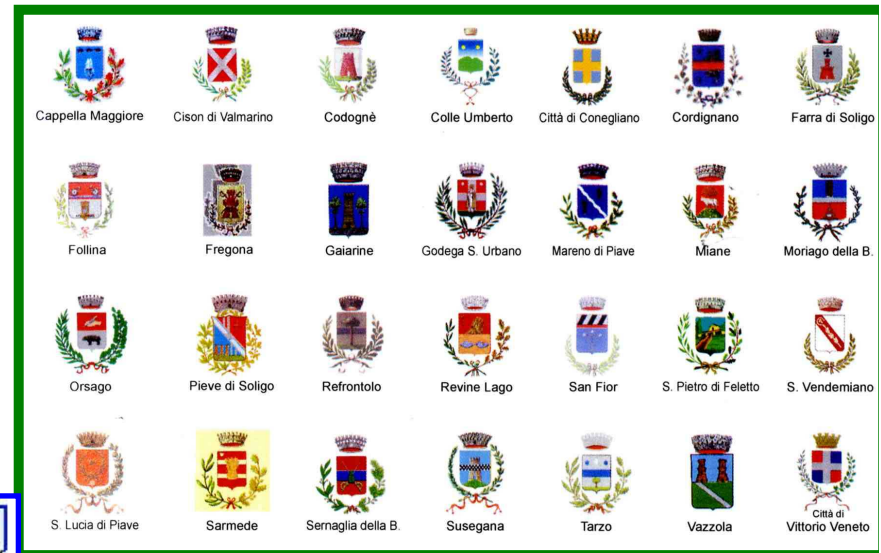 Cappella Maggiore
Cison di Valmarino
Codognè
Colle Umberto
Città di Conegliano
Cordignano
Farra di Soligo
Follina
Fregona
Gaiarine
Godega S. Urbano
Mareno di Piave
Miane
Moriago della B.
Orsago
Pieve di Soligo
Refrontolo
Revine Lago
San Fior
S. Pietro di Feletto
S. Vendemiano
S. Lucia di Piave
Sarmede
Sernaglia della B.
Susegana
Tarzo
Vazzola
Città di
Vittorio Veneto